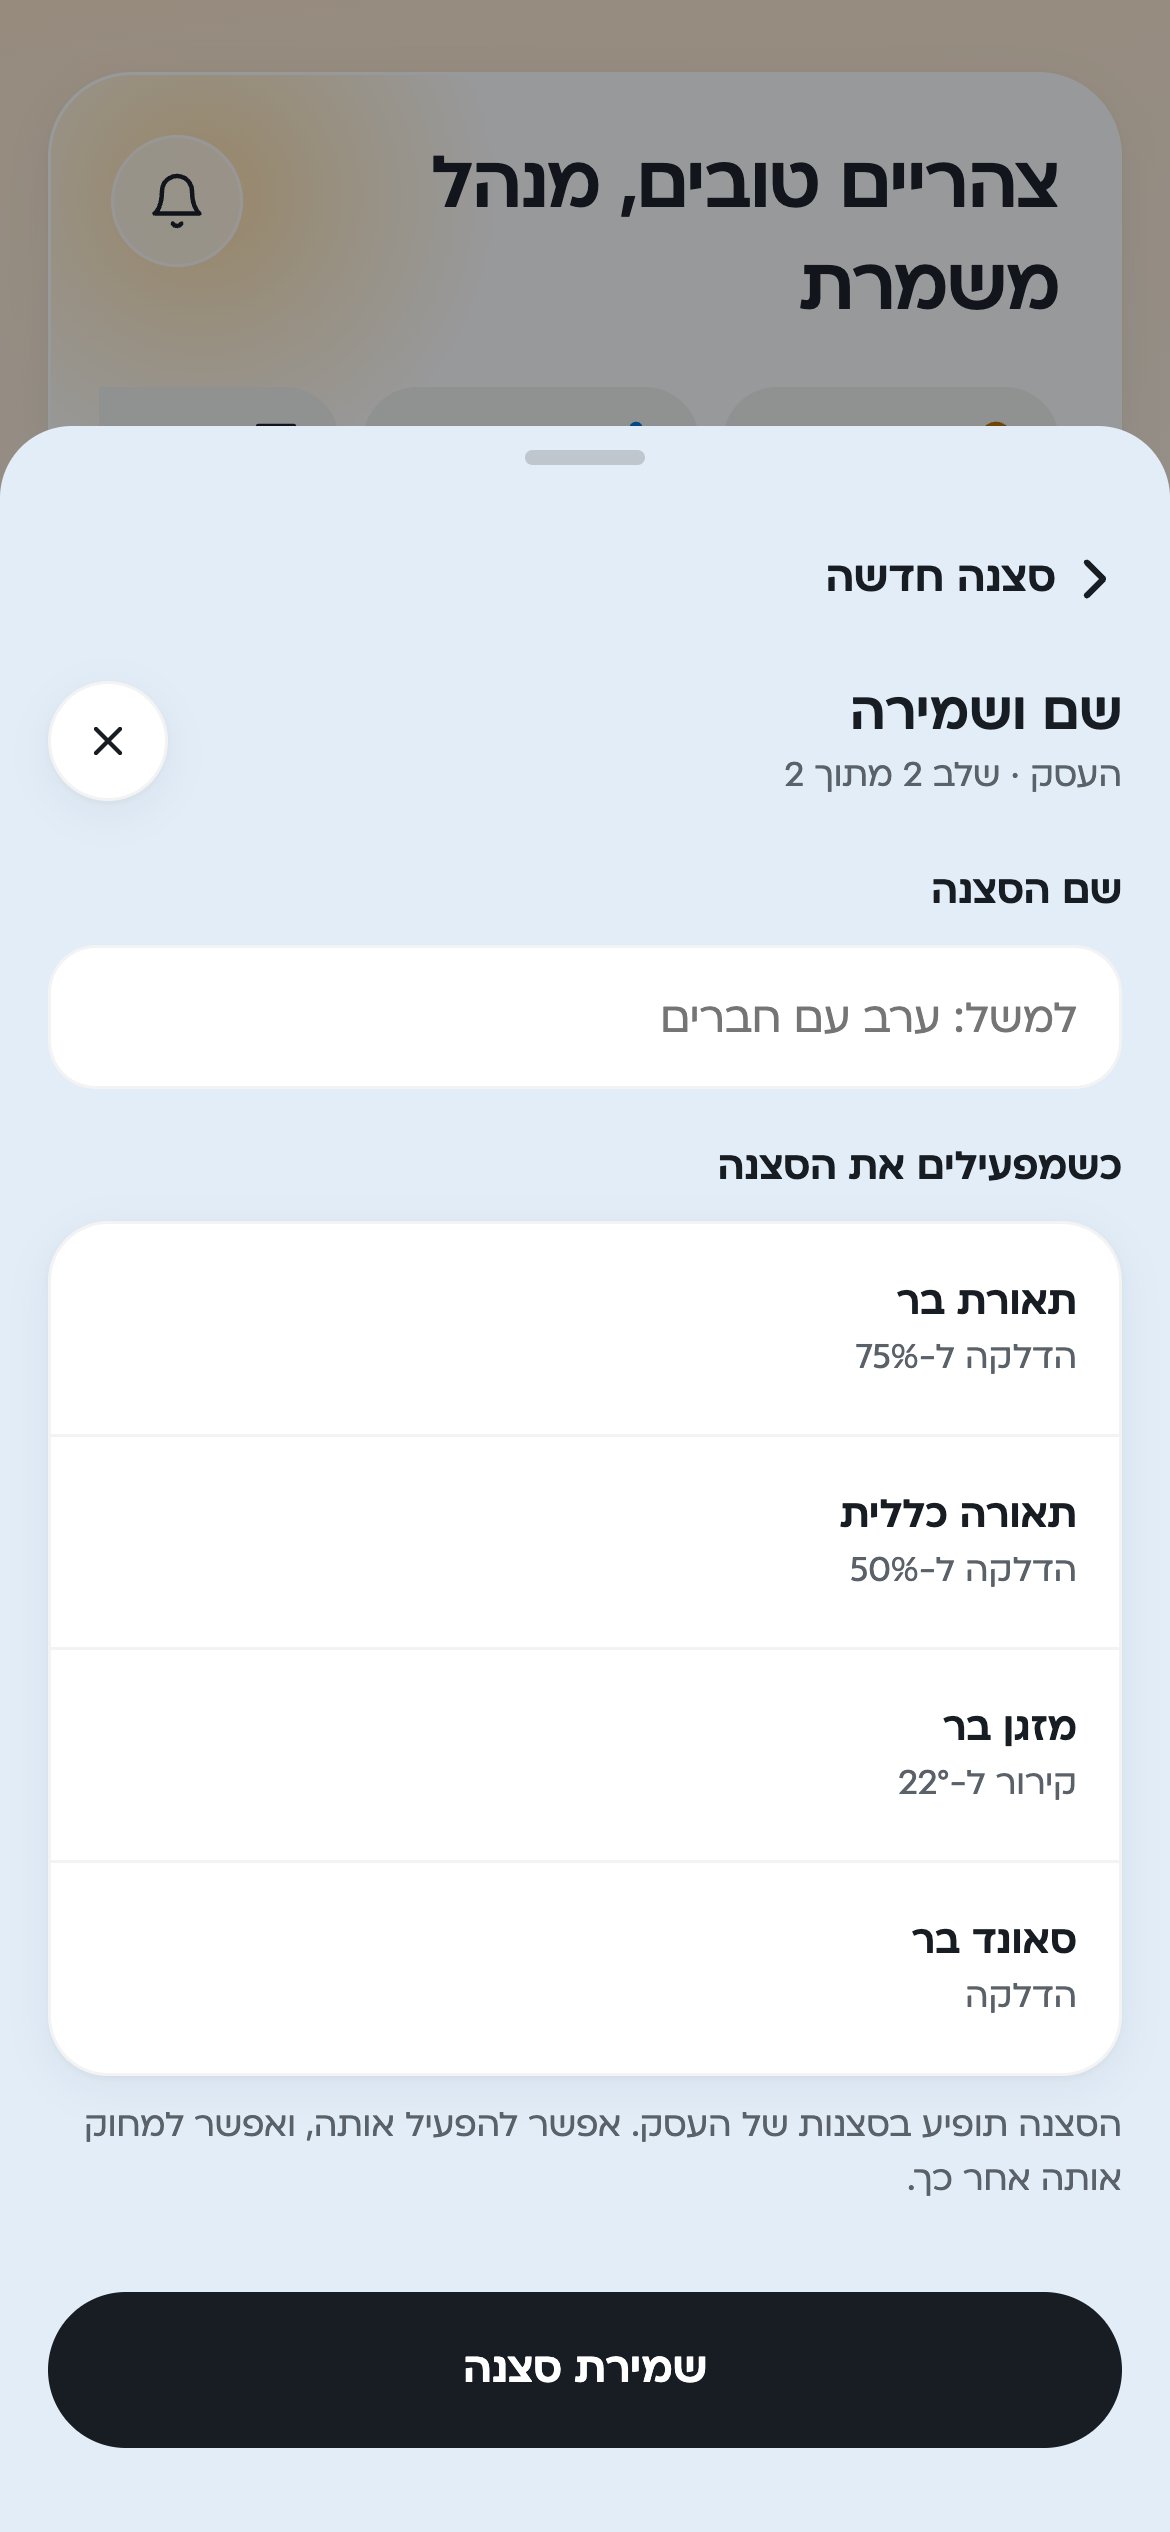 צהריים טובים, מנהל
משמרת
סצנה חדשה
שם ושמירה
העסק · שלב 2 מתוך 2
שם הסצנה
למשל: ערב עם חברים
כשמפעילים את הסצנה
תאורת בר
הדלקה ל-75%
תאורה כללית
הדלקה ל-50%
מזגן בר
קירור ל-22°
סאונד בר
הדלקה
הסצנה תופיע בסצנות של העסק. אפשר להפעיל אותה, ואפשר למחוק
אותה אחר כך.
שמירת סצנה